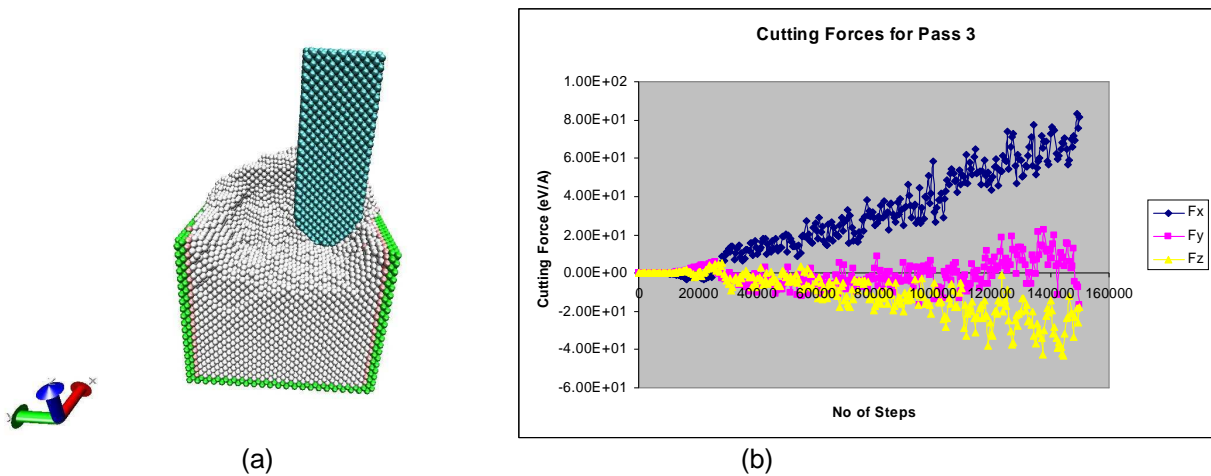 Cutting Forces for Pass 3
1.00E+02
8.00E+01
6.00E+01
4.00E+01
2.00E+01
0.00E+00
-2.00E+01
-4.00E+01
-6.00E+01
Cutting Force (eV/A)
0 20000 40000 60000 80000 100000 120000 140000 160000
No of Steps
Fx
Fy
Fz
(a) (b)